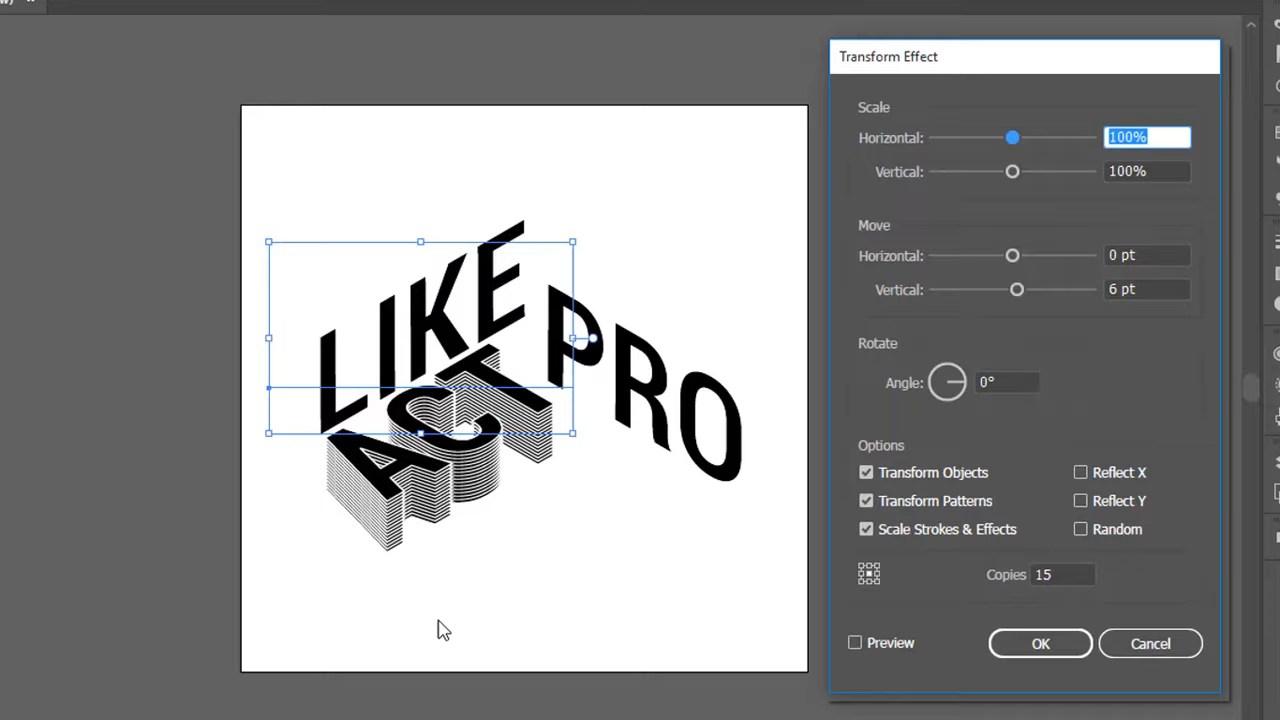 Transform Effect
Scale
Horizontal: 100%
Vertical: 100%
Move
Horizontal: 0 pt
Vertical: 6 pt
Rotate
Angle: 0°
Options
Transform Objects Reflect X
Transform Patterns Reflect Y
Scale Strokes & Effects Random
Copies 15
Preview OK Cancel
LIKE
PRO
ACT